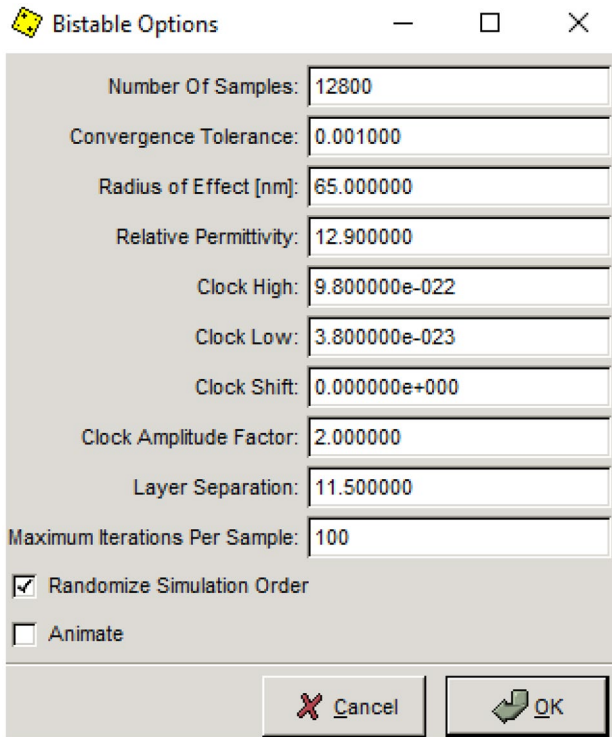 Bistable Options
Number Of Samples: 12800
Convergence Tolerance: 0.001000
Radius of Effect [nm]: 65.000000
Relative Permittivity: 12.900000
Clock High: 9.800000e-022
Clock Low: 3.800000e-023
Clock Shift: 0.000000e+000
Clock Amplitude Factor: 2.000000
Layer Separation: 11.500000
Maximum Iterations Per Sample: 100
Randomize Simulation Order
Animate
Cancel OK